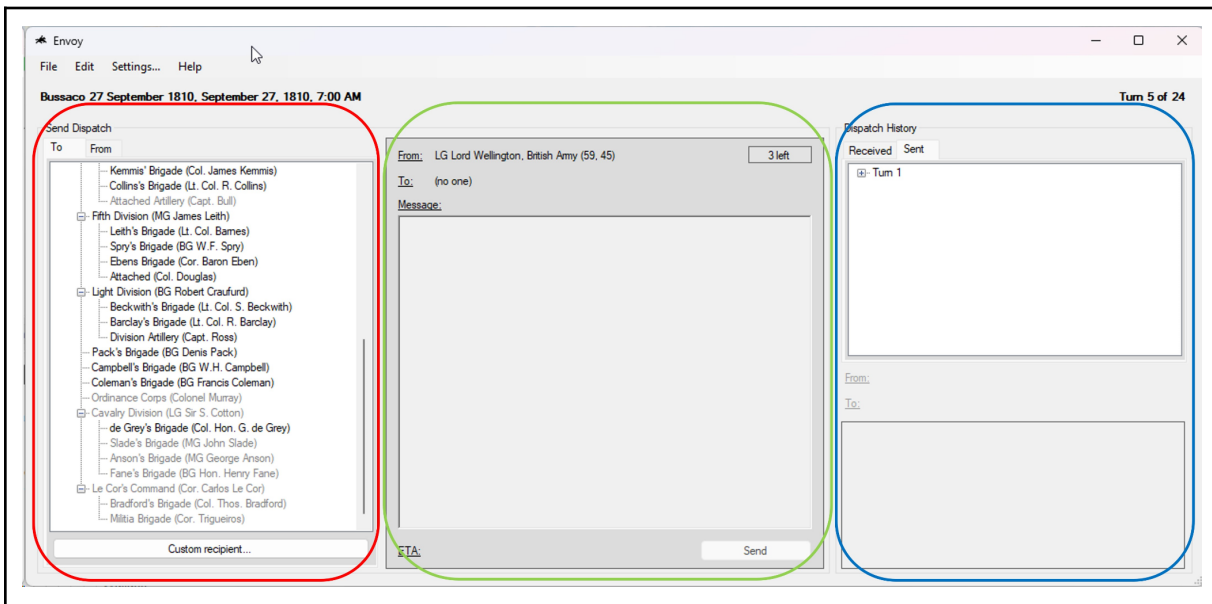 Envoy
File Edit Settings... Help
Bussaco 27 September 1810, September 27, 1810, 7:00 AM
Turn 5 of 24
Send Dispatch
To From
Kemmis' Brigade (Col. James Kemmis)
Collins's Brigade (Lt. Col. R. Collins)
Attached Artillery (Capt. Bull)
Fifth Division (MG James Leith)
Leith's Brigade (Lt. Col. Barnes)
Spry's Brigade (BG W.F. Spry)
Ebens Brigade (Cor. Baron Eben)
Attached (Col. Douglas)
Light Division (BG Robert Craufurd)
Beckwith's Brigade (Lt. Col. S. Beckwith)
Barclay's Brigade (Lt. Col. R. Barclay)
Division Artillery (Capt. Ross)
Pack's Brigade (BG Denis Pack)
Campbell's Brigade (BG W.H. Campbell)
Coleman's Brigade (BG Francis Coleman)
Ordinance Corps (Colonel Murray)
Cavalry Division (LG Sir S. Cotton)
de Grey's Brigade (Col. Hon. G. de Grey)
Slade's Brigade (MG John Slade)
Anson's Brigade (MG George Anson)
Fane's Brigade (BG Hon. Henry Fane)
Le Cor's Command (Cor. Carlos Le Cor)
Bradford's Brigade (Col. Thos. Bradford)
Militia Brigade (Cor. Trigueiros)
Custom recipient...
From: LG Lord Wellington, British Army (59, 45)
3 left
To: (no one)
Message:
ETA:
Send
Dispatch History
Received Sent
Turn 1
From:
To: